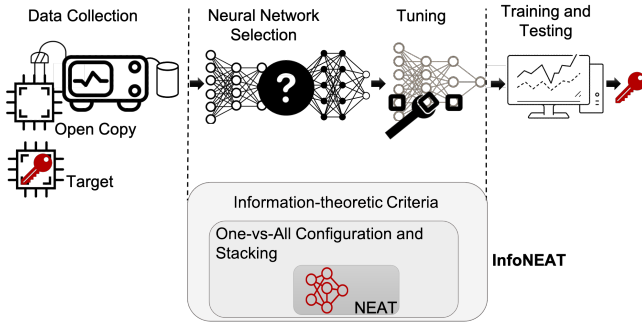 Data Collection
Neural Network
Selection
Tuning
Training and
Testing
?
Open Copy
Target
Information-theoretic Criteria
One-vs-All Configuration and
Stacking
NEAT
InfoNEAT